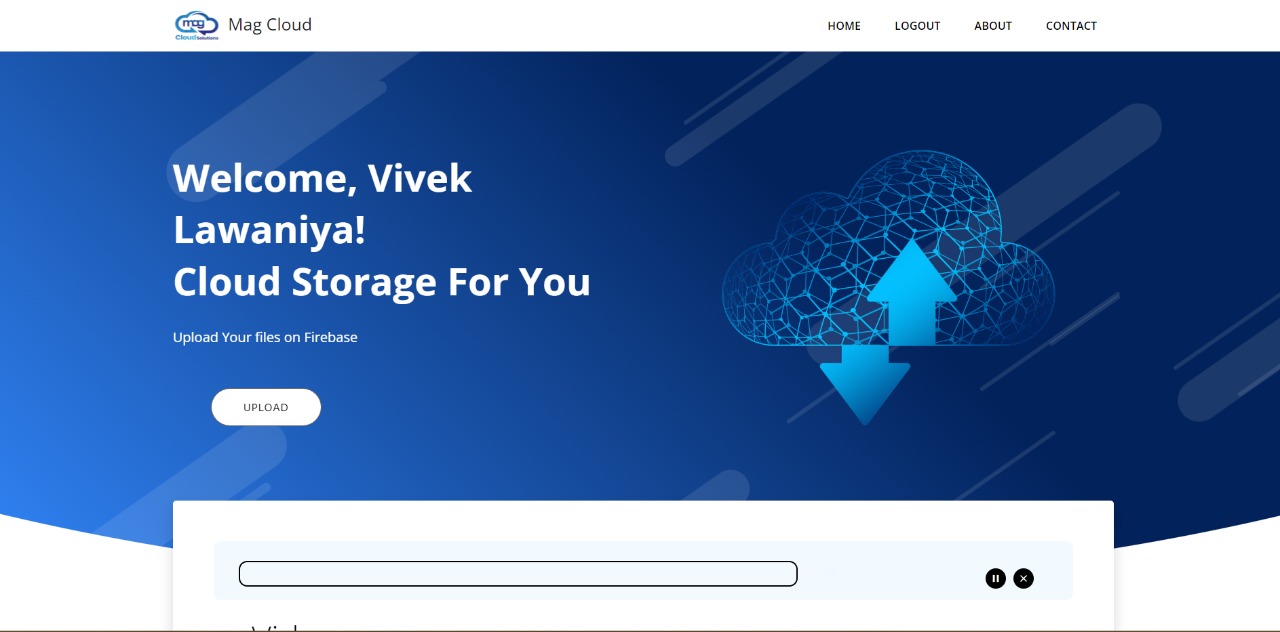 mag
Cloud Solutions
Mag Cloud
HOME
LOGOUT
ABOUT
CONTACT
Welcome, Vivek
Lawaniya!
Cloud Storage For You
Upload Your files on Firebase
UPLOAD